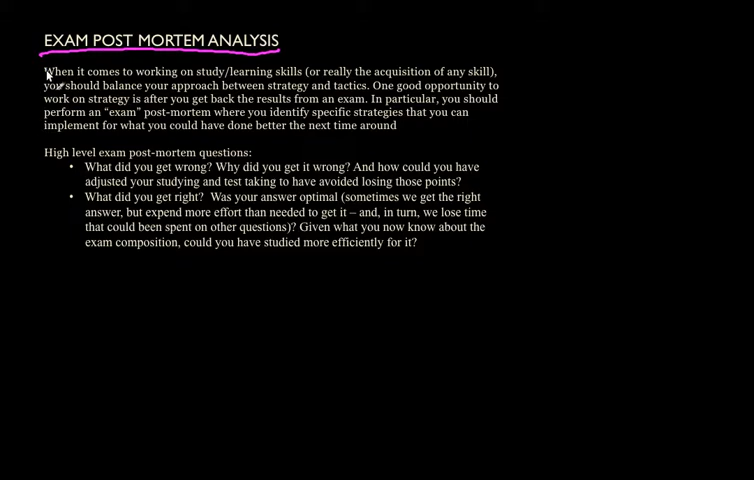 EXAM POST MORTEM ANALYSIS
When it comes to working on study/learning skills (or really the acquisition of any skill),
you should balance your approach between strategy and tactics. One good opportunity to
work on strategy is after you get back the results from an exam. In particular, you should
perform an “exam” post-mortem where you identify specific strategies that you can
implement for what you could have done better the next time around
High level exam post-mortem questions:
• What did you get wrong? Why did you get it wrong? And how could you have
adjusted your studying and test taking to have avoided losing those points?
• What did you get right? Was your answer optimal (sometimes we get the right
answer, but expend more effort than needed to get it – and, in turn, we lose time
that could been spent on other questions)? Given what you now know about the
exam composition, could you have studied more efficiently for it?